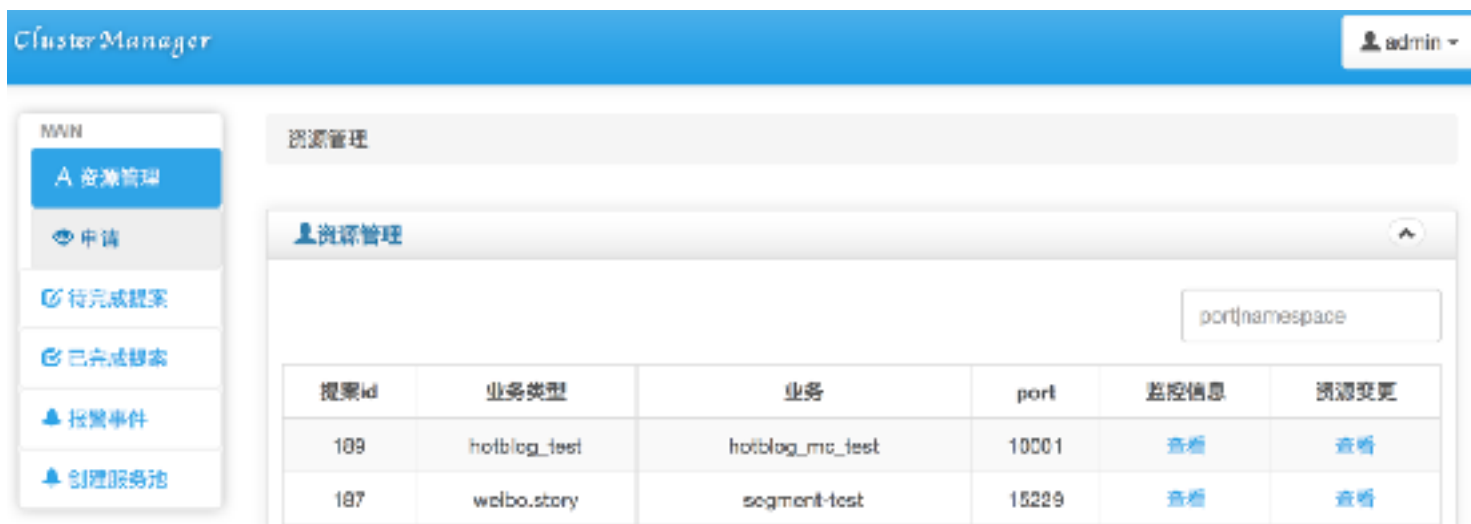 ClusterManager
admin
MAIN
资源管理
申请
待完成提案
已完成提案
报警事件
创建服务池
资源管理
资源管理
port|namespace
提案id 业务类型 业务 port 监控信息 资源变更
189 hotblog_test hotblog_mc_test 10001 查看 查看
187 weibo.story segment-test 15229 查看 查看